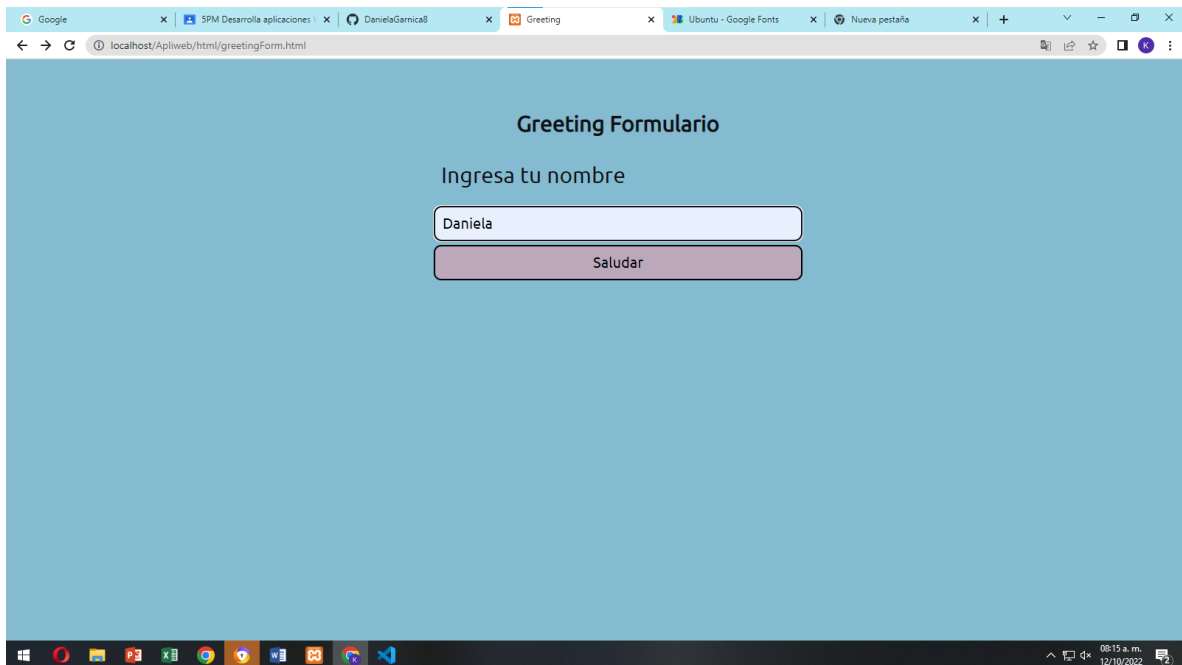 Google
5PM Desarrolla aplicaciones
DanielaGarnica8
Greeting
Ubuntu - Google Fonts
Nueva pestaña
localhost/Apliweb/html/greetingForm.html
K
Greeting Formulario
Ingresa tu nombre
Daniela
Saludar
08:15 a. m.
12/10/2022
2